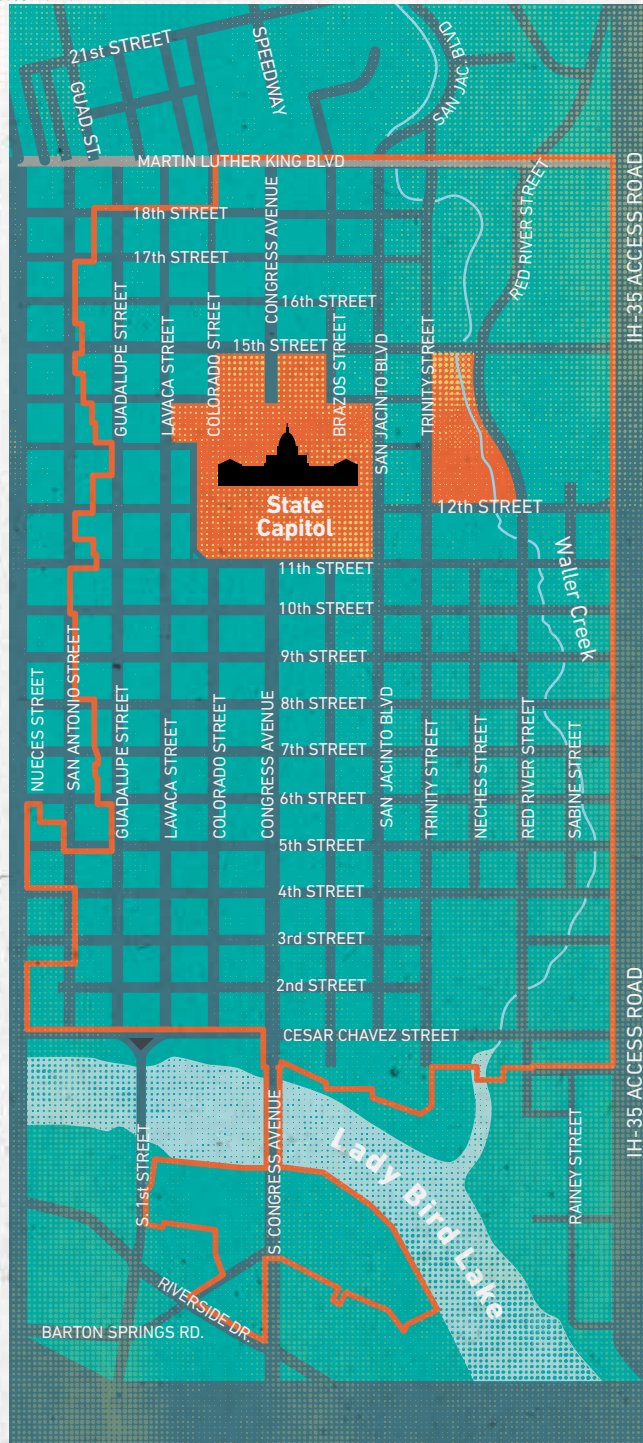 21st STREET
SPEEDWAY
SAN JAC. BLVD
GUAD. ST.
MARTIN LUTHER KING BLVD
IH-35 ACCESS ROAD
RED RIVER STREET
18th STREET
CONGRESS AVENUE
17th STREET
16th STREET
GUADALUPE STREET
LAVACA STREET
COLORADO STREET
15th STREET
BRAZOS STREET
SAN JACINTO BLVD
TRINITY STREET
State
Capitol
12th STREET
Waller Creek
11th STREET
10th STREET
9th STREET
NUECES STREET
SAN ANTONIO STREET
GUADALUPE STREET
LAVACA STREET
COLORADO STREET
CONGRESS AVENUE
8th STREET
7th STREET
6th STREET
SAN JACINTO BLVD
TRINITY STREET
NECHES STREET
RED RIVER STREET
SABINE STREET
5th STREET
4th STREET
3rd STREET
2nd STREET
IH-35 ACCESS ROAD
CESAR CHAVEZ STREET
S. 1st STREET
S. CONGRESS AVENUE
Lady Bird Lake
RAINEY STREET
RIVERSIDE DR.
BARTON SPRINGS RD.